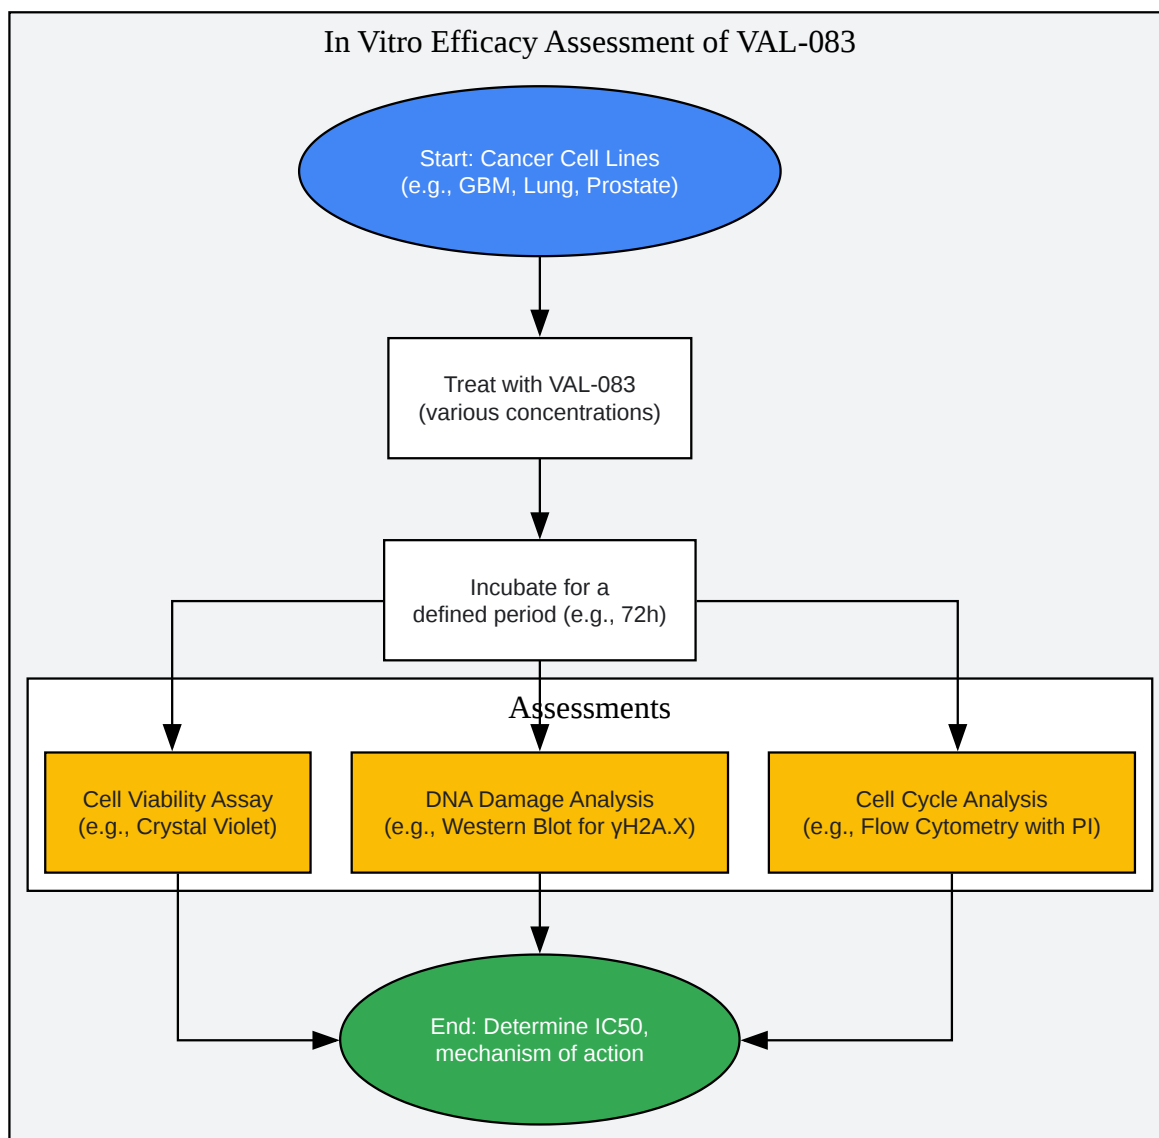 In Vitro Efficacy Assessment of VAL-083
Start: Cancer Cell Lines
(e.g., GBM, Lung, Prostate)
Treat with VAL-083
(various concentrations)
Incubate for a
defined period (e.g., 72h)
Assessments
Cell Viability Assay
(e.g., Crystal Violet)
DNA Damage Analysis
(e.g., Western Blot for γH2A.X)
Cell Cycle Analysis
(e.g., Flow Cytometry with PI)
End: Determine IC50,
mechanism of action